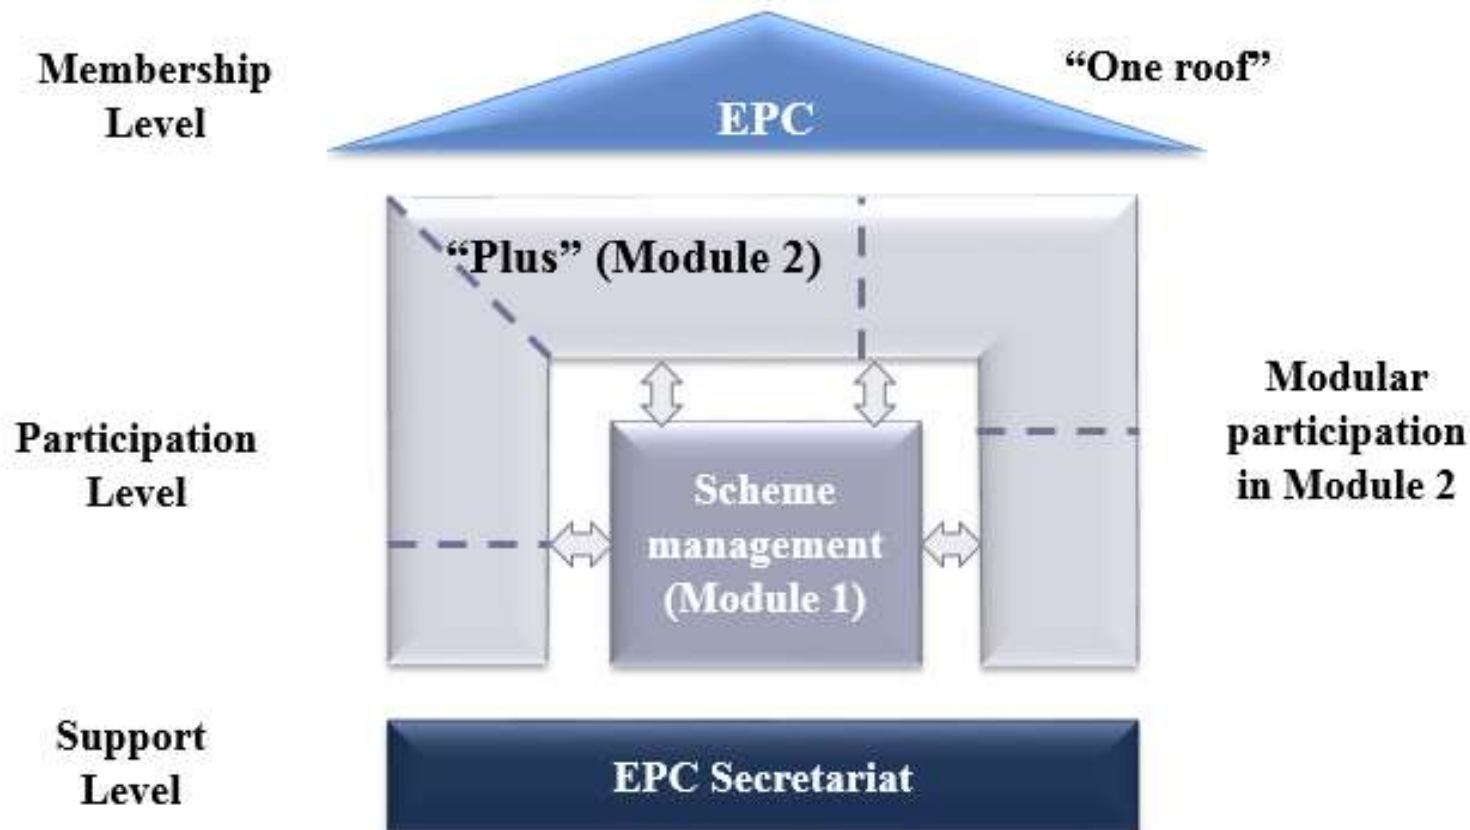 Membership
Level
“One roof”
EPC
“Plus” (Module 2)
Participation
Level
Modular
participation
in Module 2
Scheme
management
(Module 1)
Support
Level
EPC Secretariat